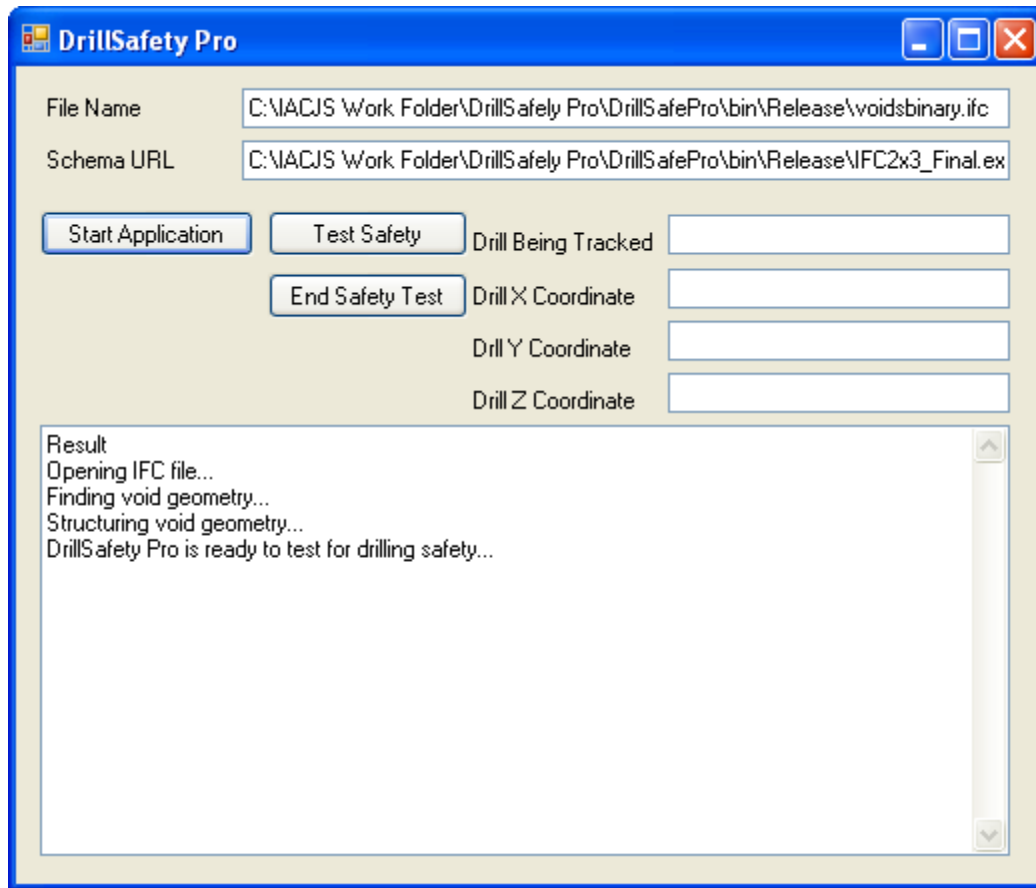 DrillSafety Pro
File Name
C:\IACJS Work Folder\DrillSafely Pro\DrillSafePro\bin\Release\voidsbinary.ifc
Schema URL
C:\IACJS Work Folder\DrillSafely Pro\DrillSafePro\bin\Release\IFC2x3_Final.ex
Start Application
Test Safety
Drill Being Tracked
End Safety Test
Drill X Coordinate
Drll Y Coordinate
Drill Z Coordinate
Result
Opening IFC file...
Finding void geometry...
Structuring void geometry...
DrillSafety Pro is ready to test for drilling safety...